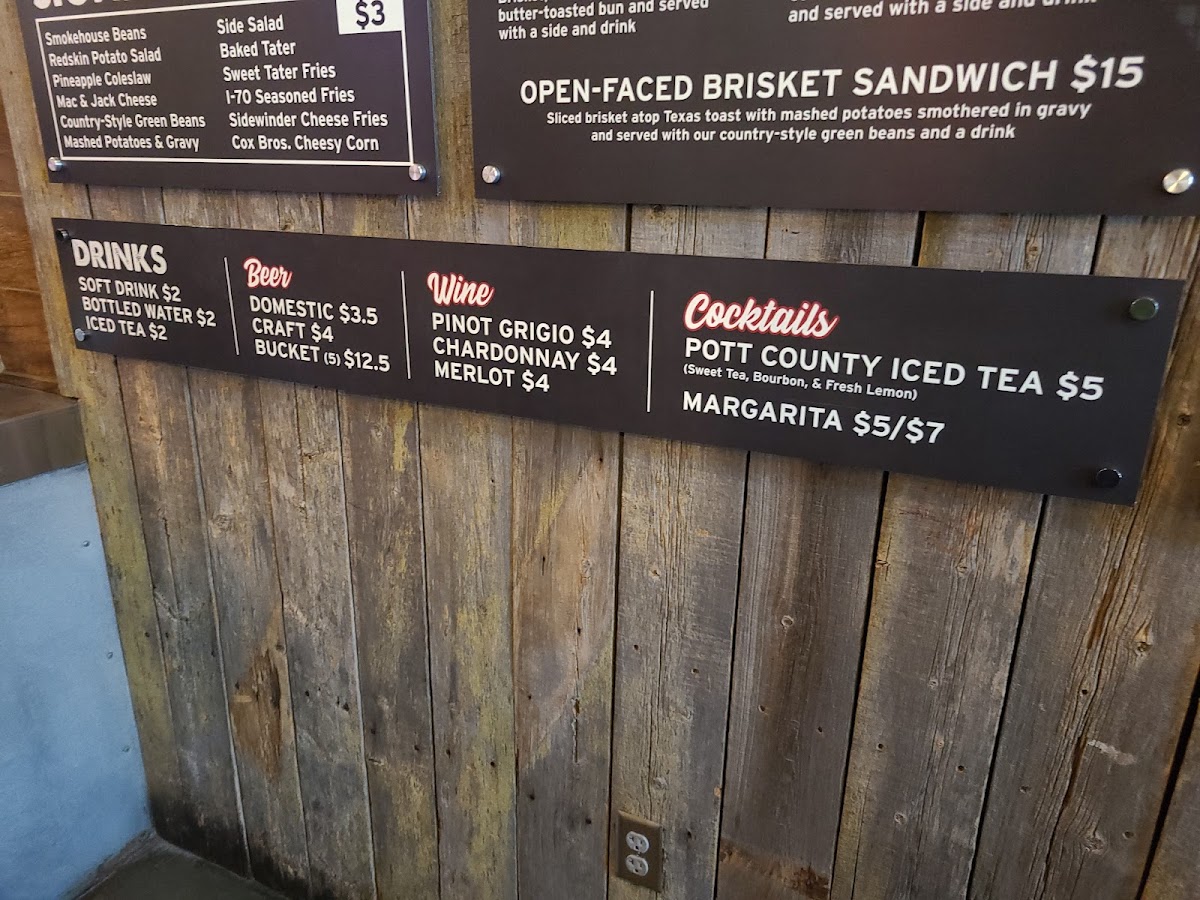 $3
Smokehouse Beans
Redskin Potato Salad
Pineapple Coleslaw
Mac & Jack Cheese
Country-Style Green Beans
Mashed Potatoes & Gravy
Side Salad
Baked Tater
Sweet Tater Fries
I-70 Seasoned Fries
Sidewinder Cheese Fries
Cox Bros. Cheesy Corn
butter-toasted bun and served
with a side and drink
and served with a side and drink
OPEN-FACED BRISKET SANDWICH $15
Sliced brisket atop Texas toast with mashed potatoes smothered in gravy
and served with our country-style green beans and a drink
DRINKS
SOFT DRINK $2
BOTTLED WATER $2
ICED TEA $2
Beer
DOMESTIC $3.5
CRAFT $4
BUCKET (5) $12.5
Wine
PINOT GRIGIO $4
CHARDONNAY $4
MERLOT $4
Cocktails
POTT COUNTY ICED TEA $5
(Sweet Tea, Bourbon, & Fresh Lemon)
MARGARITA $5/$7